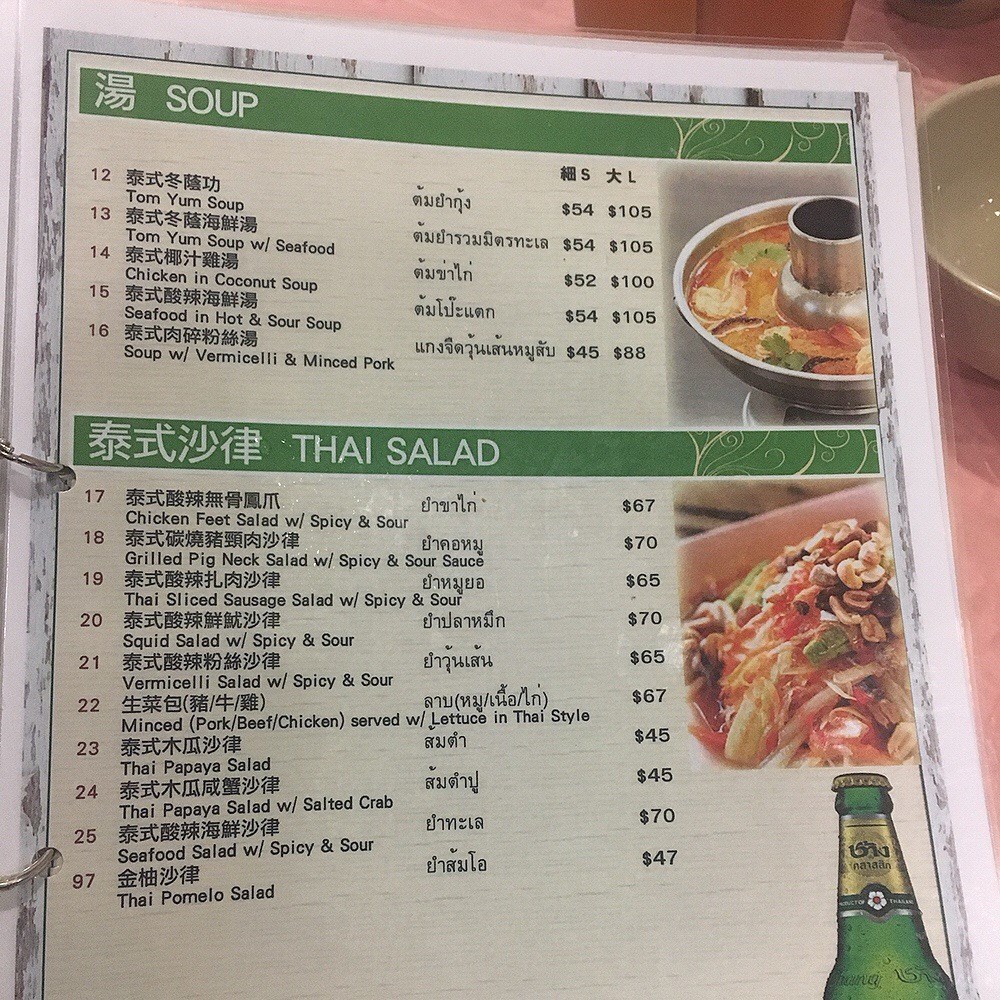 湯 SOUP
細 S 大 L
12 泰式冬蔭功 ต้มยำกุ้ง $54 $105
Tom Yum Soup
13 泰式冬蔭海鮮湯 ต้มยำรวมมิตรทะเล $54 $105
Tom Yum Soup w/ Seafood
14 泰式椰汁雞湯 ต้มข่าไก่ $52 $100
Chicken in Coconut Soup
15 泰式酸辣海鮮湯 ต้มโป๊ะแตก $54 $105
Seafood in Hot & Sour Soup
16 泰式肉碎粉絲湯 แกงจืดวุ้นเส้นหมูสับ $45 $88
Soup w/ Vermicelli & Minced Pork
泰式沙律 THAI SALAD
17 泰式酸辣無骨鳳爪 ยำขาไก่ $67
Chicken Feet Salad w/ Spicy & Sour
18 泰式碳燒豬頸肉沙律 ยำคอหมู $70
Grilled Pig Neck Salad w/ Spicy & Sour Sauce
19 泰式酸辣扎肉沙律 ยำหมูยอ $65
Thai Sliced Sausage Salad w/ Spicy & Sour
20 泰式酸辣鮮魷沙律 ยำปลาหมึก $70
Squid Salad w/ Spicy & Sour
21 泰式酸辣粉絲沙律 ยำวุ้นเส้น $65
Vermicelli Salad w/ Spicy & Sour
22 生菜包(豬/牛/雞) ลาบ(หมู/เนื้อ/ไก่) $67
Minced (Pork/Beef/Chicken) served w/ Lettuce in Thai Style
23 泰式木瓜沙律 ส้มตำ $45
Thai Papaya Salad
24 泰式木瓜咸蟹沙律 ส้มตำปู $45
Thai Papaya Salad w/ Salted Crab
25 泰式酸辣海鮮沙律 ยำทะเล $70
Seafood Salad w/ Spicy & Sour
97 金柚沙律 ยำส้มโอ $47
Thai Pomelo Salad
ช้าง
คลาสสิก
PRODUCT OF THAILAND
ช้าง